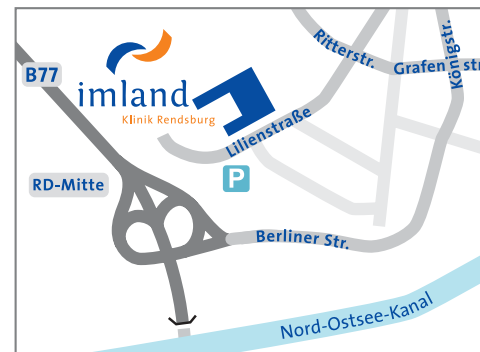 Ritterstr.
Grafen str
Königstr.
B77
imland
Klinik Rendsburg
Lilienstraße
P
RD-Mitte
Berliner Str.
Nord-Ostsee-Kanal